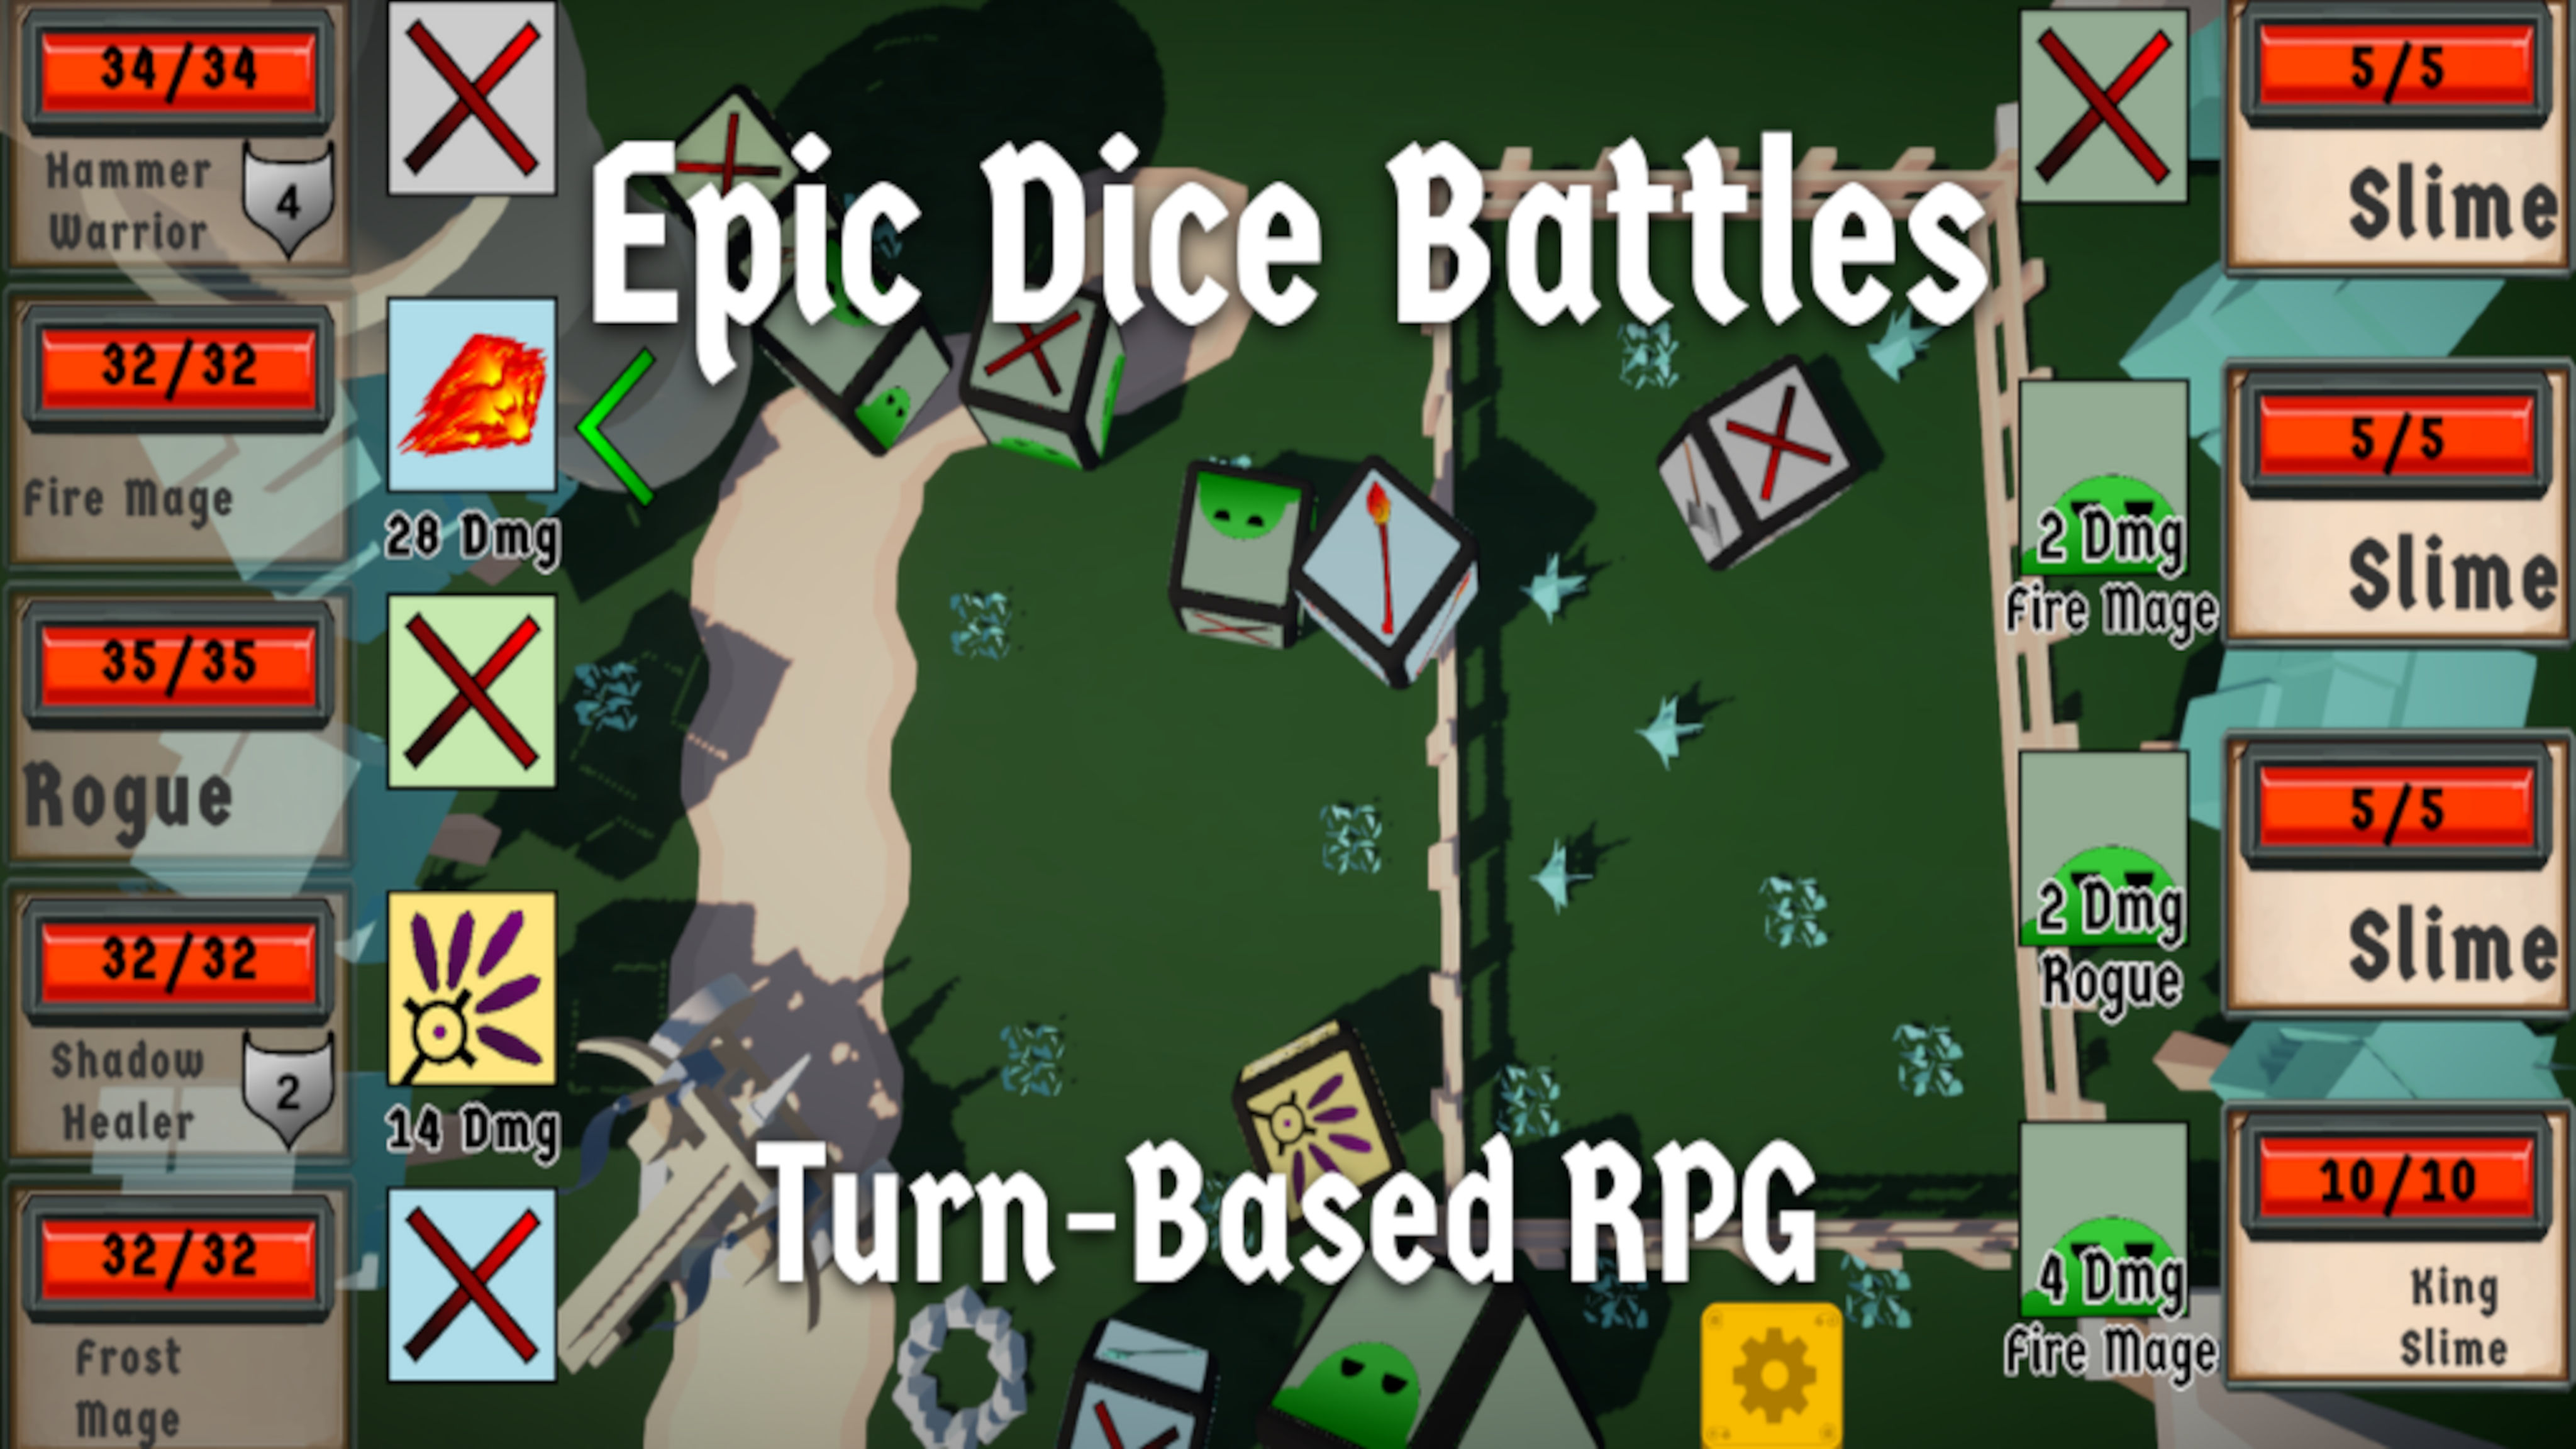 34/34
Hammer
Warrior
4
32/32
Fire Mage
28 Dmg
35/35
Rogue
32/32
Shadow
Healer
2
14 Dmg
32/32
Frost
Mage
Epic Dice Battles
Turn-Based RPG
5/5
Slime
5/5
Slime
2 Dmg
Fire Mage
5/5
Slime
2 Dmg
Rogue
10/10
King
Slime
4 Dmg
Fire Mage